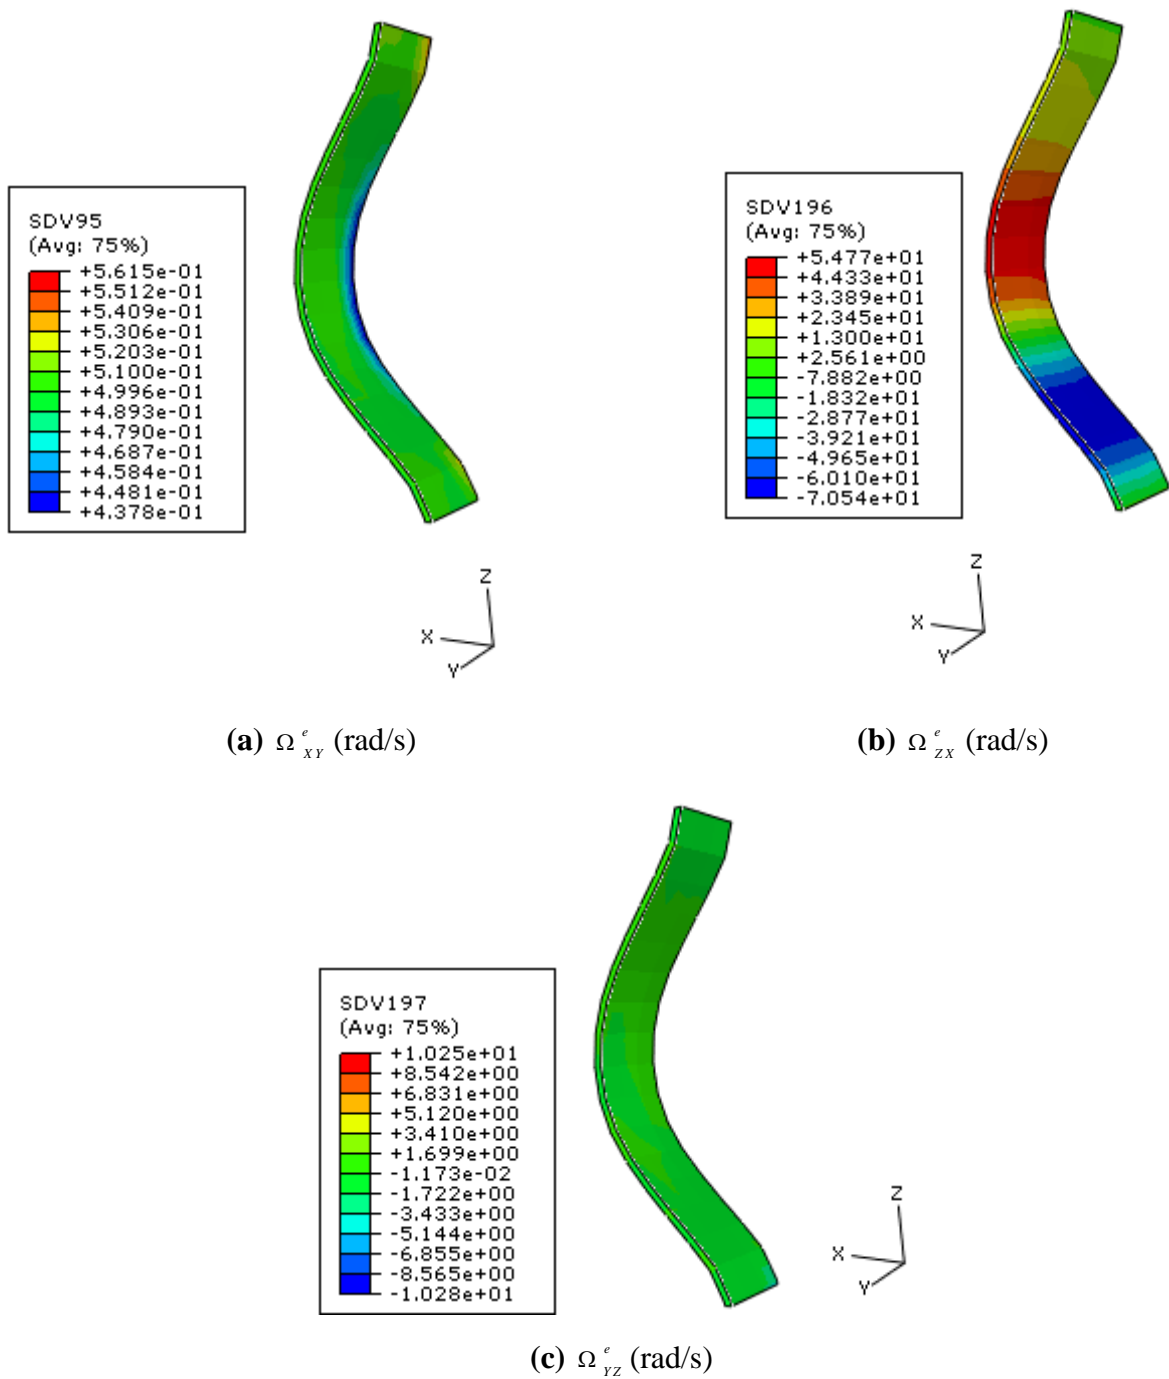 SDV95
(Avg: 75%)
+5.615e-01
+5.512e-01
+5.409e-01
+5.306e-01
+5.203e-01
+5.100e-01
+4.996e-01
+4.893e-01
+4.790e-01
+4.687e-01
+4.584e-01
+4.481e-01
+4.378e-01
Z
X
Y
(a) Ω^e_XY (rad/s)
SDV196
(Avg: 75%)
+5.477e+01
+4.433e+01
+3.389e+01
+2.345e+01
+1.300e+01
+2.561e+00
-7.882e+00
-1.832e+01
-2.877e+01
-3.921e+01
-4.965e+01
-6.010e+01
-7.054e+01
Z
X
Y
(b) Ω^e_ZX (rad/s)
SDV197
(Avg: 75%)
+1.025e+01
+8.542e+00
+6.831e+00
+5.120e+00
+3.410e+00
+1.699e+00
-1.173e-02
-1.722e+00
-3.433e+00
-5.144e+00
-6.855e+00
-8.565e+00
-1.028e+01
Z
X
Y
(c) Ω^e_YZ (rad/s)